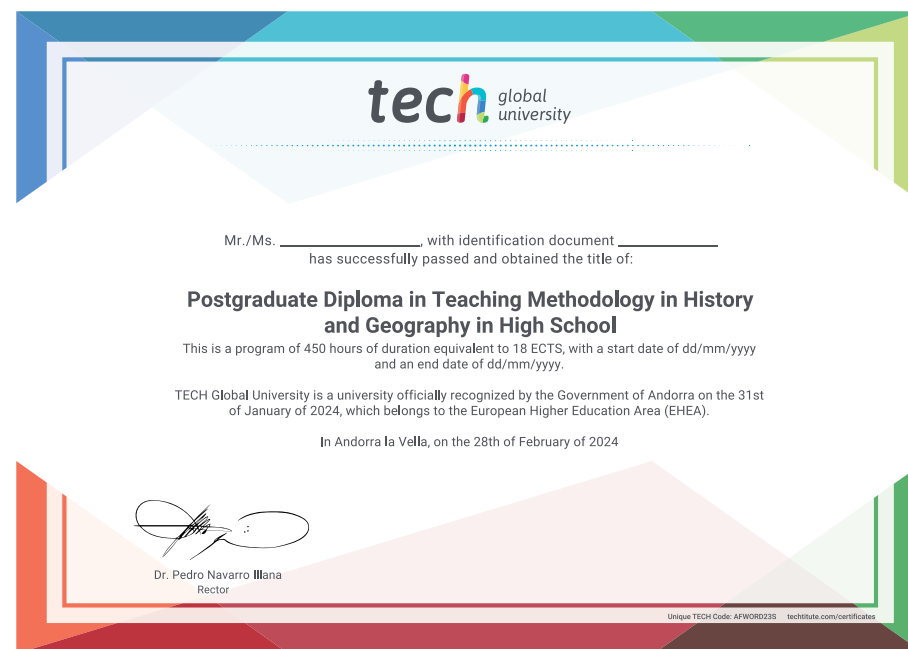 tech global university
Mr./Ms. ____________, with identification document ____________
has successfully passed and obtained the title of:
Postgraduate Diploma in Teaching Methodology in History
and Geography in High School
This is a program of 450 hours of duration equivalent to 18 ECTS, with a start date of dd/mm/yyyy
and an end date of dd/mm/yyyy.
TECH Global University is a university officially recognized by the Government of Andorra on the 31st
of January of 2024, which belongs to the European Higher Education Area (EHEA).
In Andorra la Vella, on the 28th of February of 2024
Dr. Pedro Navarro Illana
Rector
Unique TECH Code: AFWORD23S techtitute.com/certificates